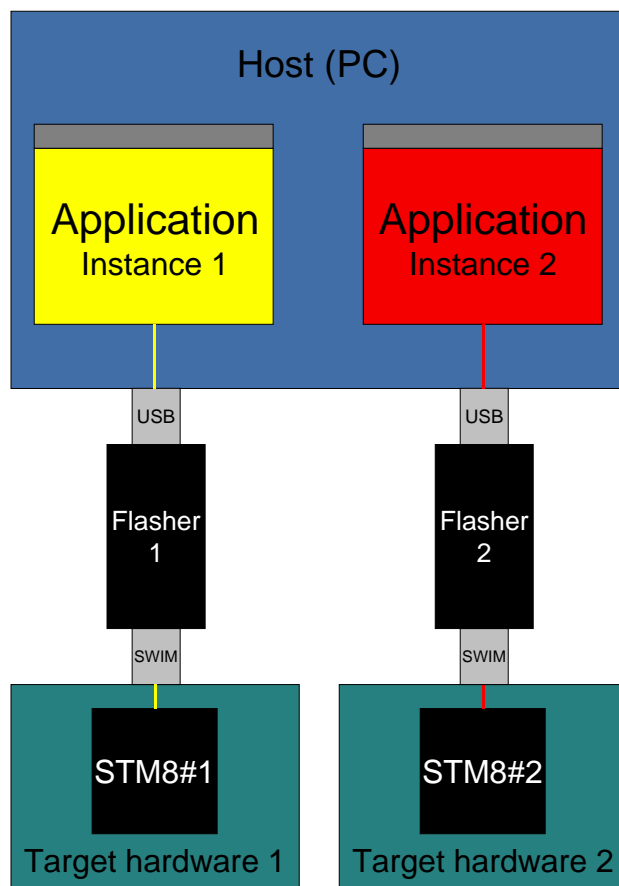 Host (PC)
Application
Instance 1
Application
Instance 2
USB
USB
Flasher
1
Flasher
2
SWIM
SWIM
STM8#1
STM8#2
Target hardware 1
Target hardware 2